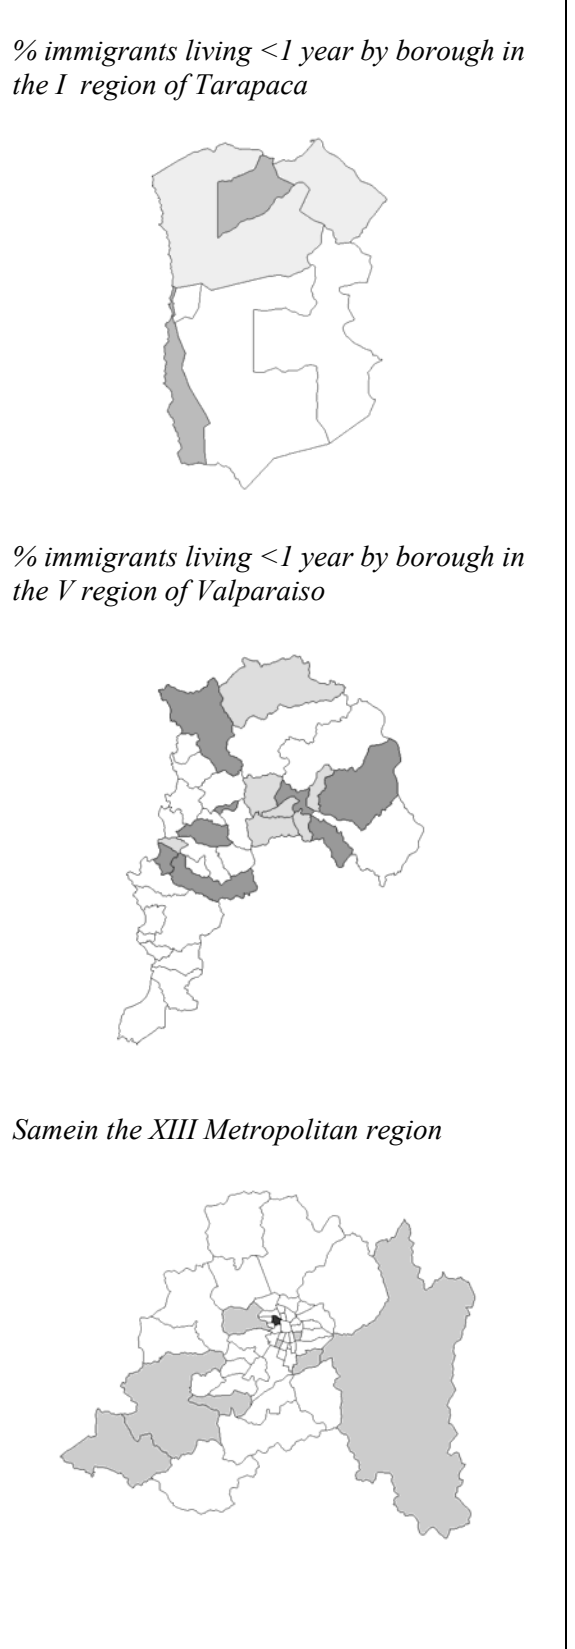 % immigrants living <1 year by borough in
the I region of Tarapaca
% immigrants living <1 year by borough in
the V region of Valparaiso
Samein the XIII Metropolitan region